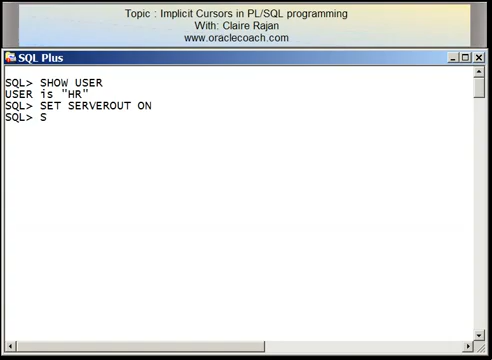 Topic : Implicit Cursors in PL/SQL programming
With: Claire Rajan
www.oraclecoach.com
SQL Plus
SQL> SHOW USER
USER is "HR"
SQL> SET SERVEROUT ON
SQL> S